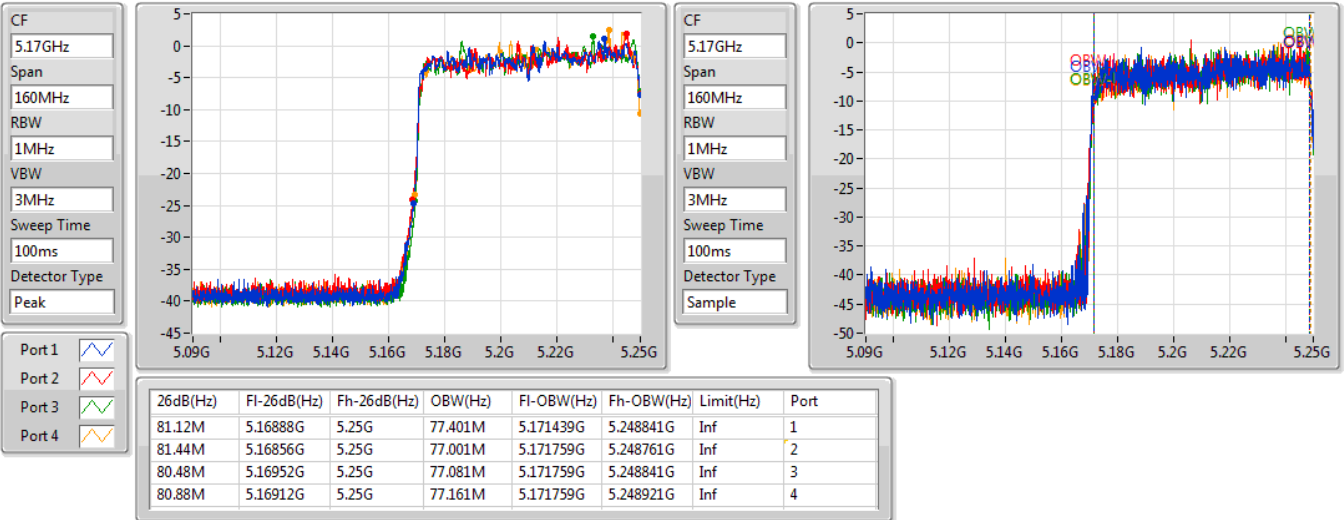 CF
5.17GHz
Span
160MHz
RBW
1MHz
VBW
3MHz
Sweep Time
100ms
Detector Type
Peak
5
0
-5
-10
-15
-20
-25
-30
-35
-40
-45
5.09G 5.12G 5.14G 5.16G 5.18G 5.2G 5.22G 5.25G
CF
5.17GHz
Span
160MHz
RBW
1MHz
VBW
3MHz
Sweep Time
100ms
Detector Type
Sample
5
0
-5
-10
-15
-20
-25
-30
-35
-40
-45
-50
5.09G 5.12G 5.14G 5.16G 5.18G 5.2G 5.22G 5.25G
Port 1
Port 2
Port 3
Port 4
26dB(Hz) Fl-26dB(Hz) Fh-26dB(Hz) OBW(Hz) Fl-OBW(Hz) Fh-OBW(Hz) Limit(Hz) Port
81.12M 5.16888G 5.25G 77.401M 5.171439G 5.248841G Inf 1
81.44M 5.16856G 5.25G 77.001M 5.171759G 5.248761G Inf 2
80.48M 5.16952G 5.25G 77.081M 5.171759G 5.248841G Inf 3
80.88M 5.16912G 5.25G 77.161M 5.171759G 5.248921G Inf 4